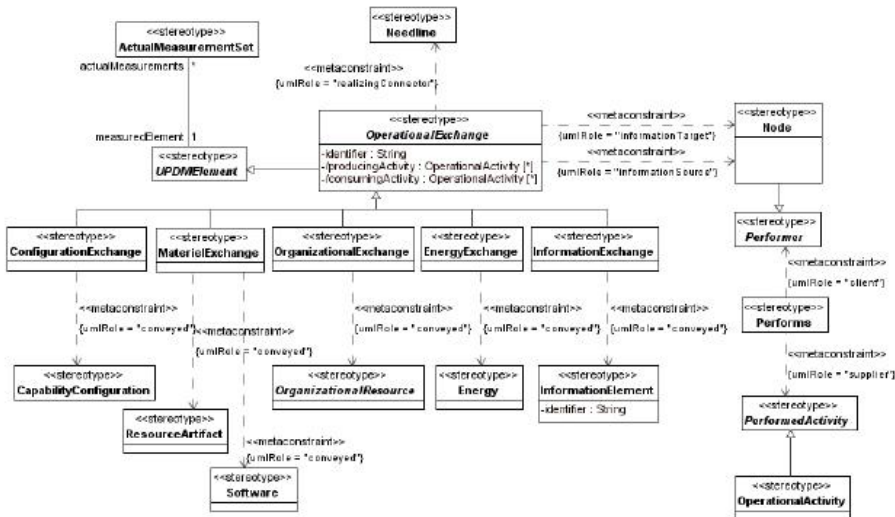 <<stereotype>>
ActualMeasurementSet
<<stereotype>>
Needline
actualMeasurements *
<<metaconstraint>>
{umlRole = "realizingConnector"}
measuredElement 1
<<stereotype>>
UPDMElement
<<stereotype>>
OperationalExchange
-identifier : String
-/producingActivity : OperationalActivity [*]
-/consumingActivity : OperationalActivity [*]
<<metaconstraint>>
{umlRole = "informationTarget"}
<<metaconstraint>>
{umlRole = "informationSource"}
<<stereotype>>
Node
<<stereotype>>
ConfigurationExchange
<<stereotype>>
MaterielExchange
<<stereotype>>
OrganizationalExchange
<<stereotype>>
EnergyExchange
<<stereotype>>
InformationExchange
<<stereotype>>
Performer
<<metaconstraint>>
{umlRole = "client"}
<<stereotype>>
Performs
<<metaconstraint>>
{umlRole = "conveyed"}
<<metaconstraint>>
{umlRole = "conveyed"}
<<metaconstraint>>
{umlRole = "conveyed"}
<<metaconstraint>>
{umlRole = "conveyed"}
<<metaconstraint>>
{umlRole = "conveyed"}
<<metaconstraint>>
{umlRole = "supplier"}
<<stereotype>>
CapabilityConfiguration
<<stereotype>>
OrganizationalResource
<<stereotype>>
Energy
<<stereotype>>
InformationElement
-identifier : String
<<stereotype>>
PerformedActivity
<<stereotype>>
ResourceArtifact
<<metaconstraint>>
{umlRole = "conveyed"}
<<stereotype>>
Software
<<stereotype>>
OperationalActivity